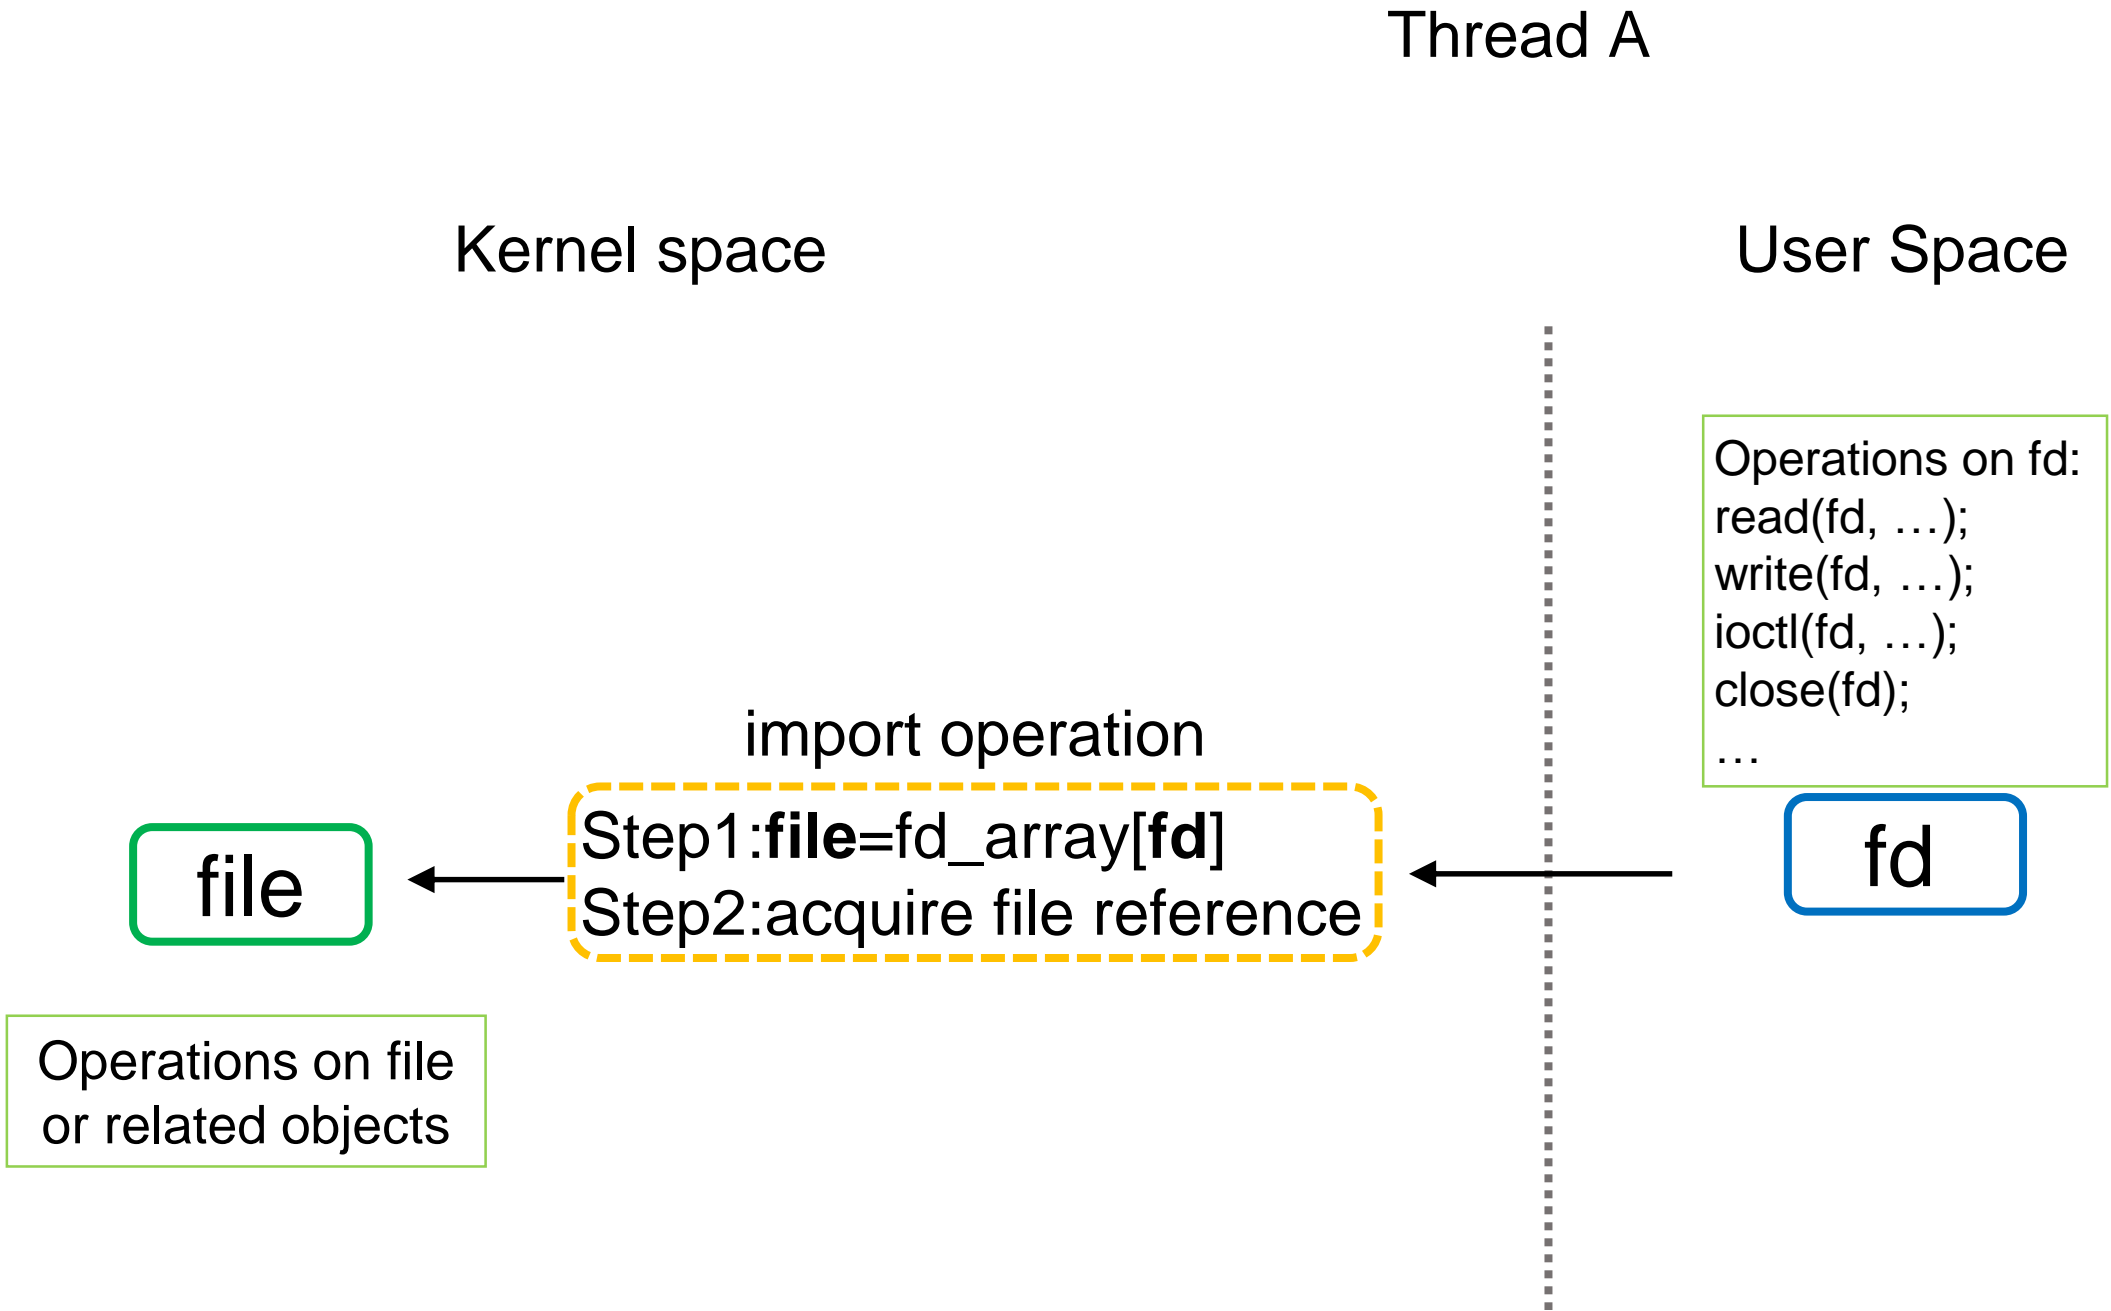 Thread A
Kernel space
User Space
Operations on fd:
read(fd, …);
write(fd, …);
ioctl(fd, …);
close(fd);
…
import operation
Step1:file=fd_array[fd]
Step2:acquire file reference
file
fd
Operations on file
or related objects